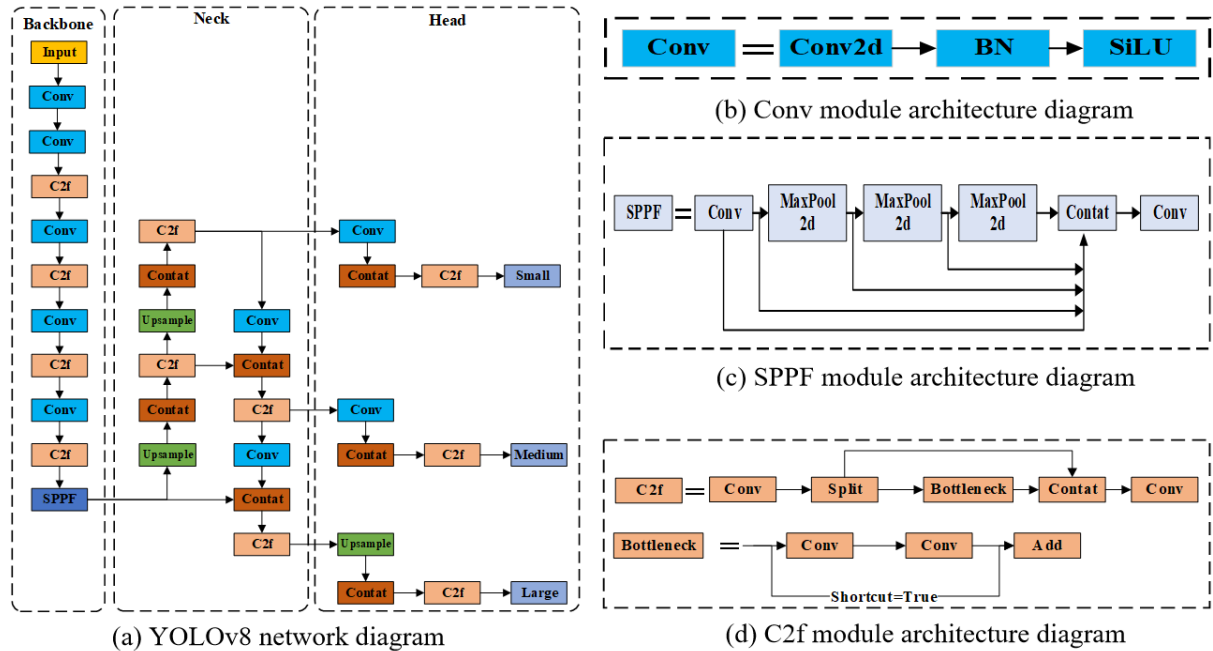 Backbone
Input
Conv
Conv
C2f
Conv
C2f
Conv
C2f
Conv
C2f
SPPF
Neck
C2f
Contat
Upsample
C2f
Contat
Upsample
Conv
Contat
C2f
Conv
Contat
C2f
Head
Conv
Contat
C2f
Small
Conv
Contat
C2f
Medium
Upsample
Contat
C2f
Large
(a) YOLOv8 network diagram
Conv = Conv2d BN SiLU
(b) Conv module architecture diagram
SPPF = Conv MaxPool 2d MaxPool 2d MaxPool 2d Contat Conv
(c) SPPF module architecture diagram
C2f = Conv Split Bottleneck Contat Conv
Bottleneck = Conv Conv Add
Shortcut=True
(d) C2f module architecture diagram